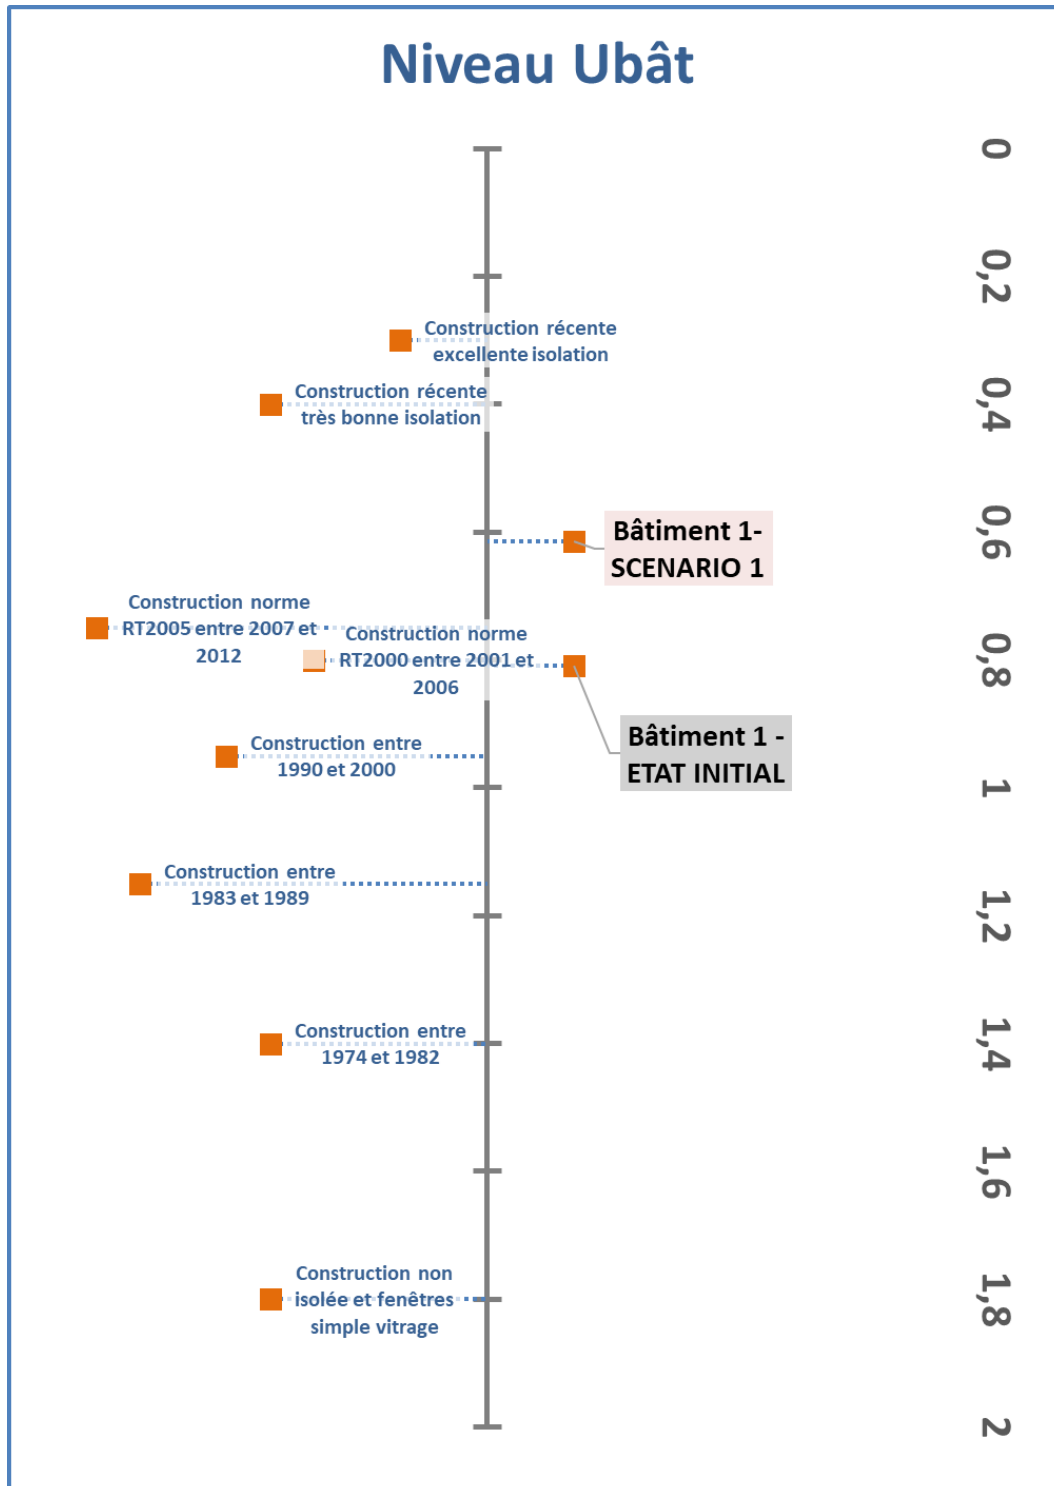 Niveau Ubât
0
0,2
Construction récente
excellente isolation
Construction récente
très bonne isolation
0,4
Bâtiment 1-
SCENARIO 1
0,6
Construction norme
RT2005 entre 2007 et
2012
Construction norme
RT2000 entre 2001 et
2006
0,8
Bâtiment 1 -
ETAT INITIAL
Construction entre
1990 et 2000
1
Construction entre
1983 et 1989
1,2
Construction entre
1974 et 1982
1,4
1,6
Construction non
isolée et fenêtres
simple vitrage
1,8
2